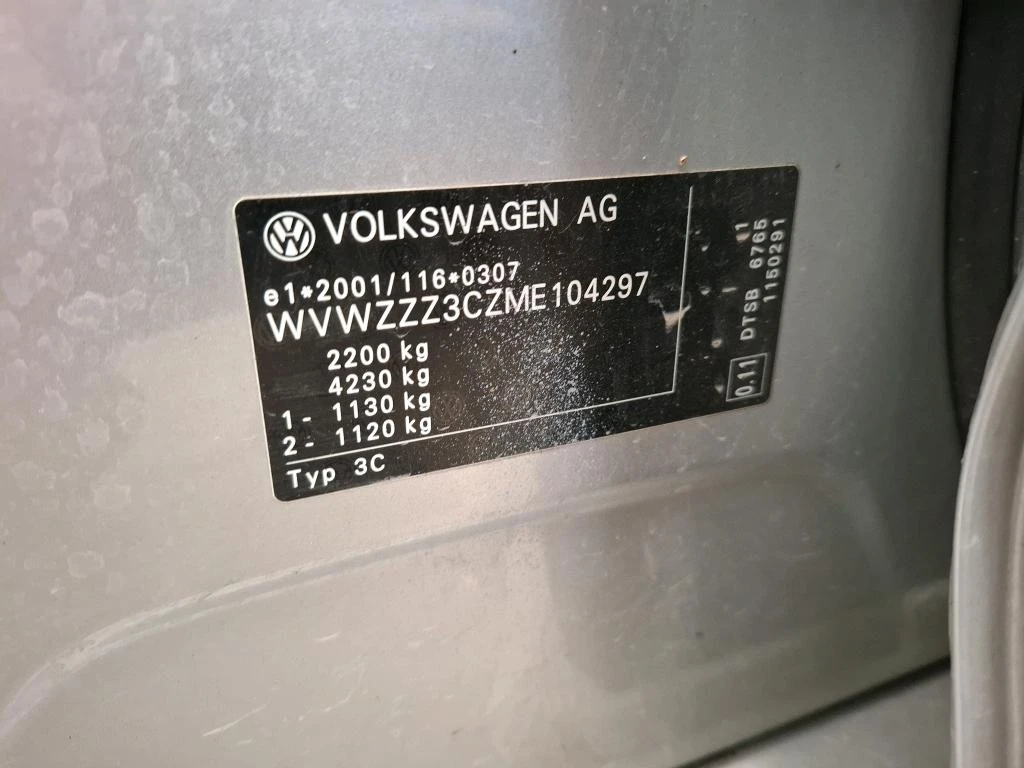 VOLKSWAGEN AG
e1*2001/116*0307
WVWZZZ3CZME104297
2200 kg
4230 kg
1 - 1130 kg
2 - 1120 kg
Typ 3C
0.11
DTSB 6765
1150291